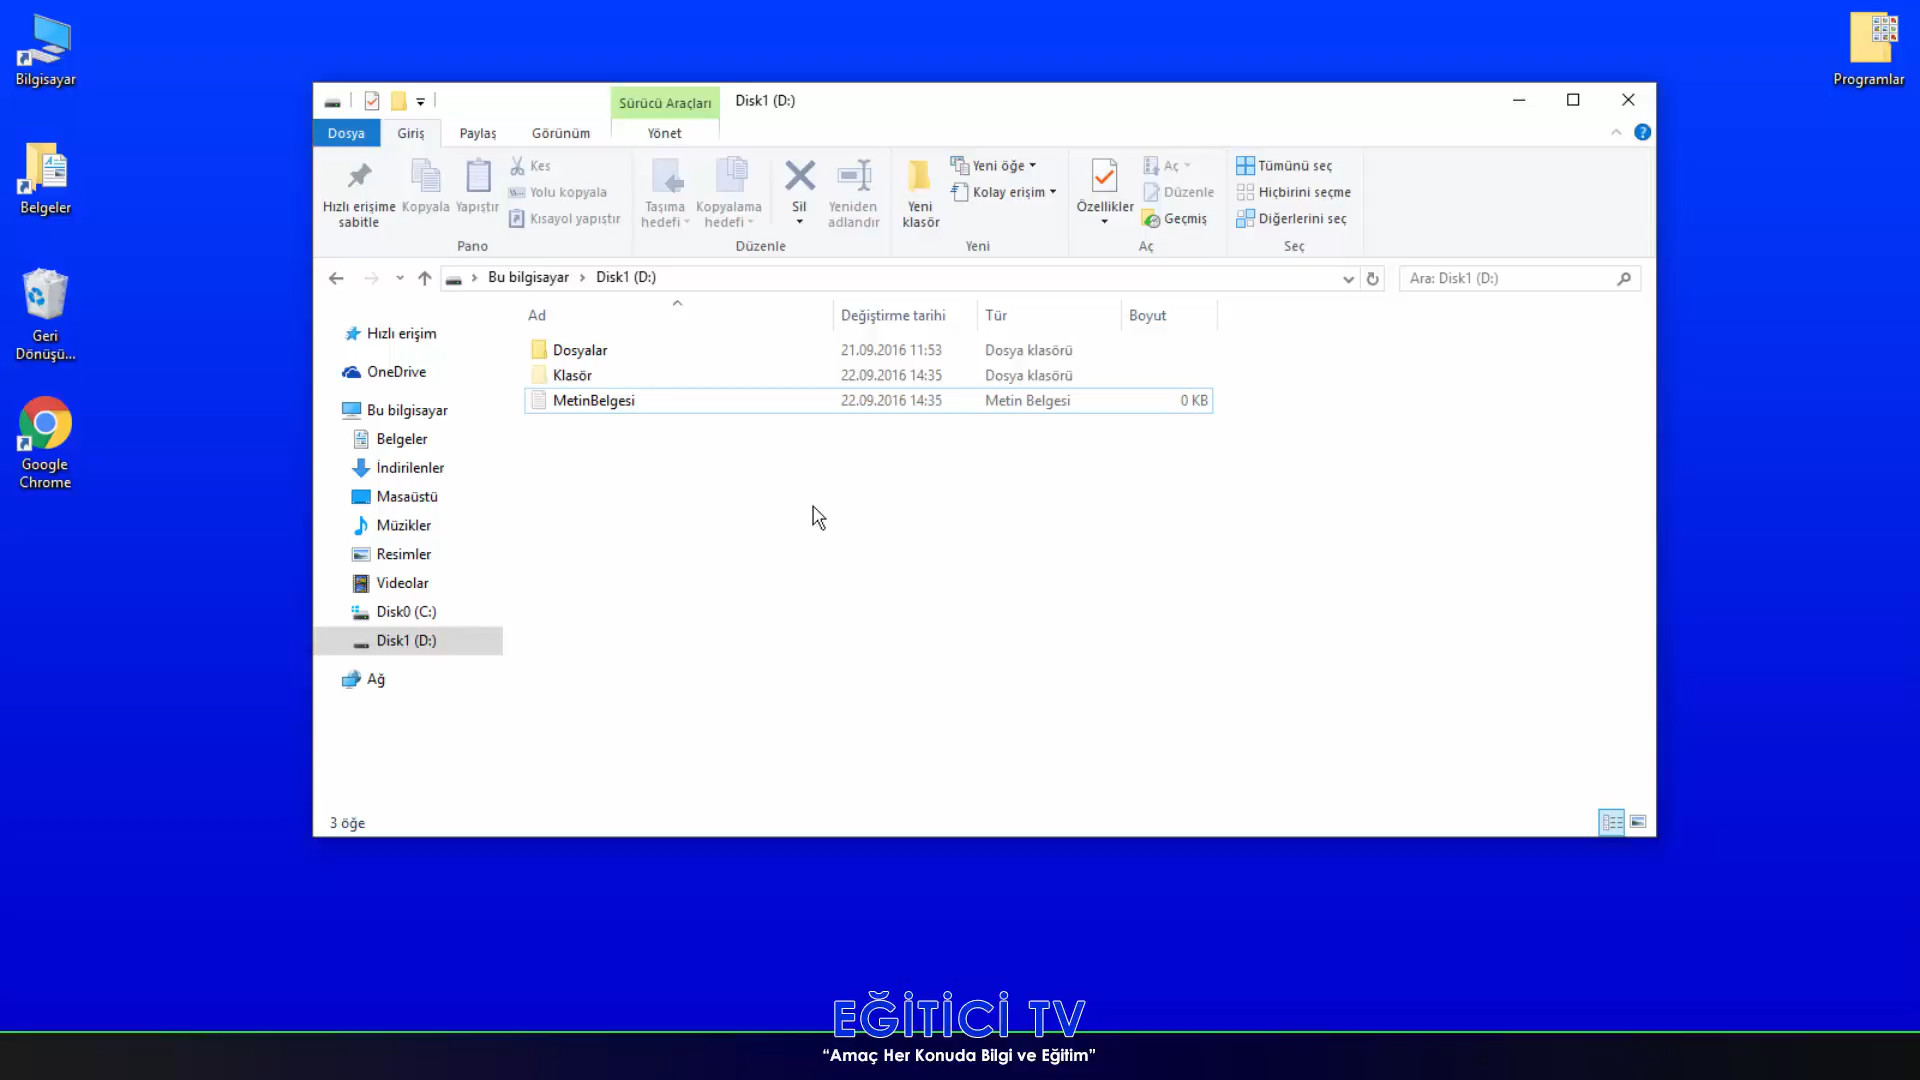 Bilgisayar
Belgeler
Geri
Dönüşü...
Google
Chrome
Programlar
Sürücü Araçları
Disk1 (D:)
Dosya
Giriş
Paylaş
Görünüm
Yönet
Hızlı erişime
sabitle
Kopyala
Yapıştır
Kes
Yolu kopyala
Kısayol yapıştır
Pano
Taşıma
hedefi
Kopyalama
hedefi
Sil
Yeniden
adlandır
Düzenle
Yeni
klasör
Yeni öğe
Kolay erişim
Yeni
Özellikler
Aç
Düzenle
Geçmiş
Aç
Tümünü seç
Hiçbirini seçme
Diğerlerini seç
Seç
Bu bilgisayar
Disk1 (D:)
Ara: Disk1 (D:)
Hızlı erişim
OneDrive
Bu bilgisayar
Belgeler
İndirilenler
Masaüstü
Müzikler
Resimler
Videolar
Disk0 (C:)
Disk1 (D:)
Ağ
Ad Değiştirme tarihi Tür Boyut
Dosyalar 21.09.2016 11:53 Dosya klasörü
Klasör 22.09.2016 14:35 Dosya klasörü
MetinBelgesi 22.09.2016 14:35 Metin Belgesi 0 KB
3 öğe
EĞİTİCİ TV
“Amaç Her Konuda Bilgi ve Eğitim”